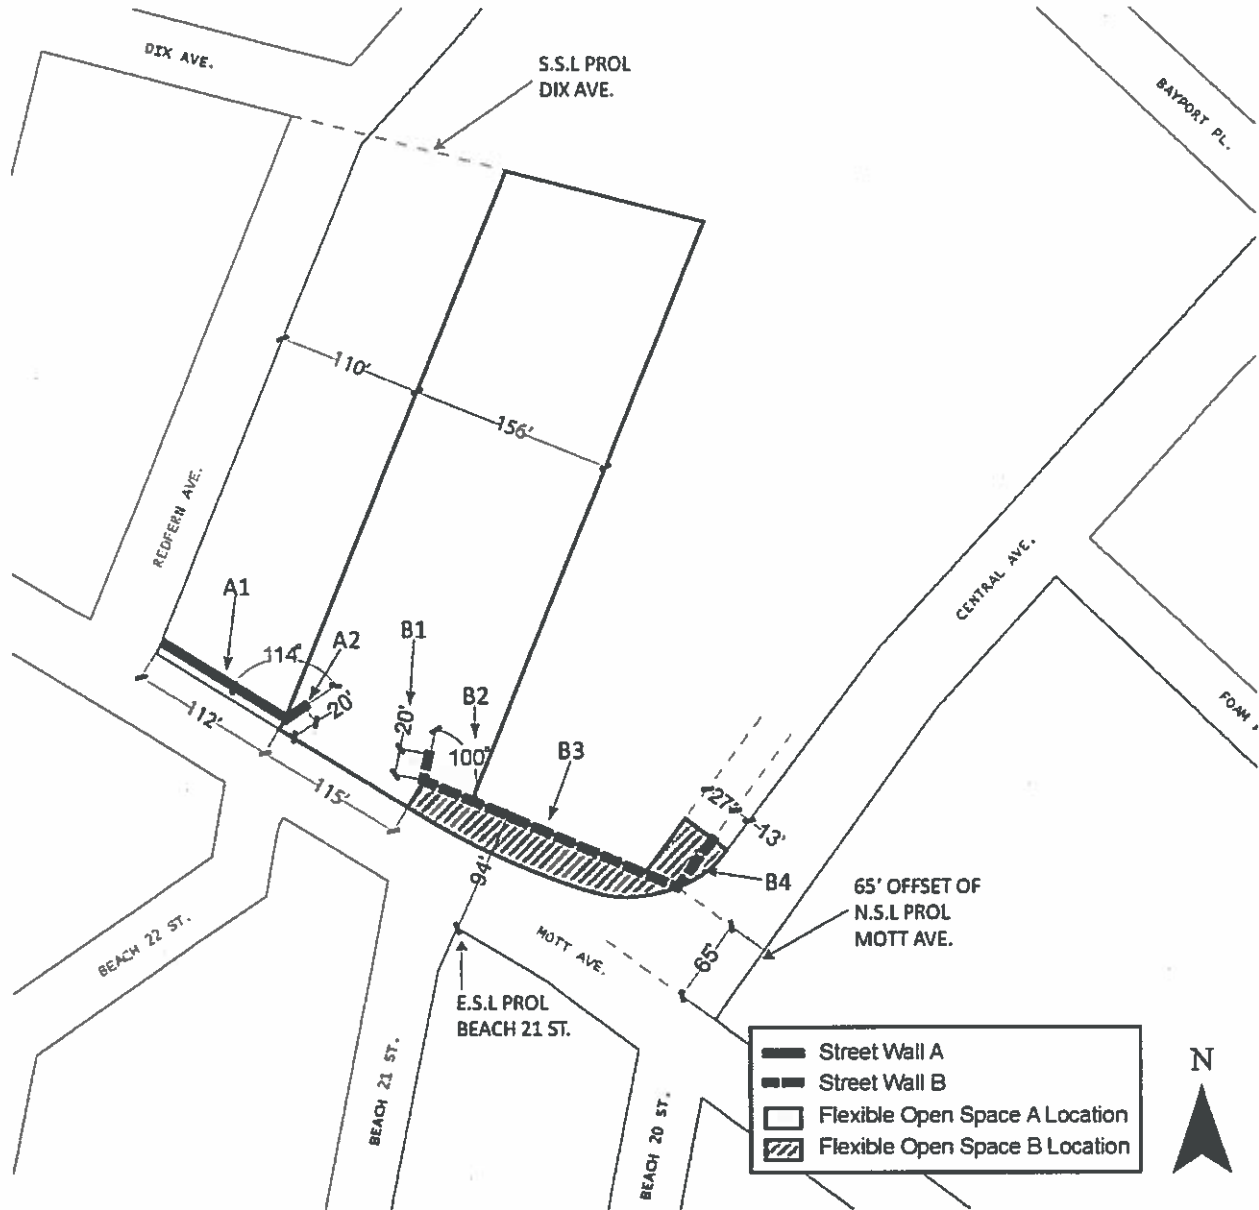 DIX AVE.
S.S.L PROL
DIX AVE.
BAYPORT PL.
110'
156'
REDFERN AVE.
CENTRAL AVE.
A1
A2
114°
20'
B1
B2
20'
100°
B3
112'
115'
FOAM
27'
13'
B4
94'
65' OFFSET OF
N.S.L PROL
MOTT AVE.
MOTT AVE.
65'
BEACH 22 ST.
E.S.L PROL
BEACH 21 ST.
BEACH 21 ST.
BEACH 20 ST.
Street Wall A
Street Wall B
Flexible Open Space A Location
Flexible Open Space B Location
N